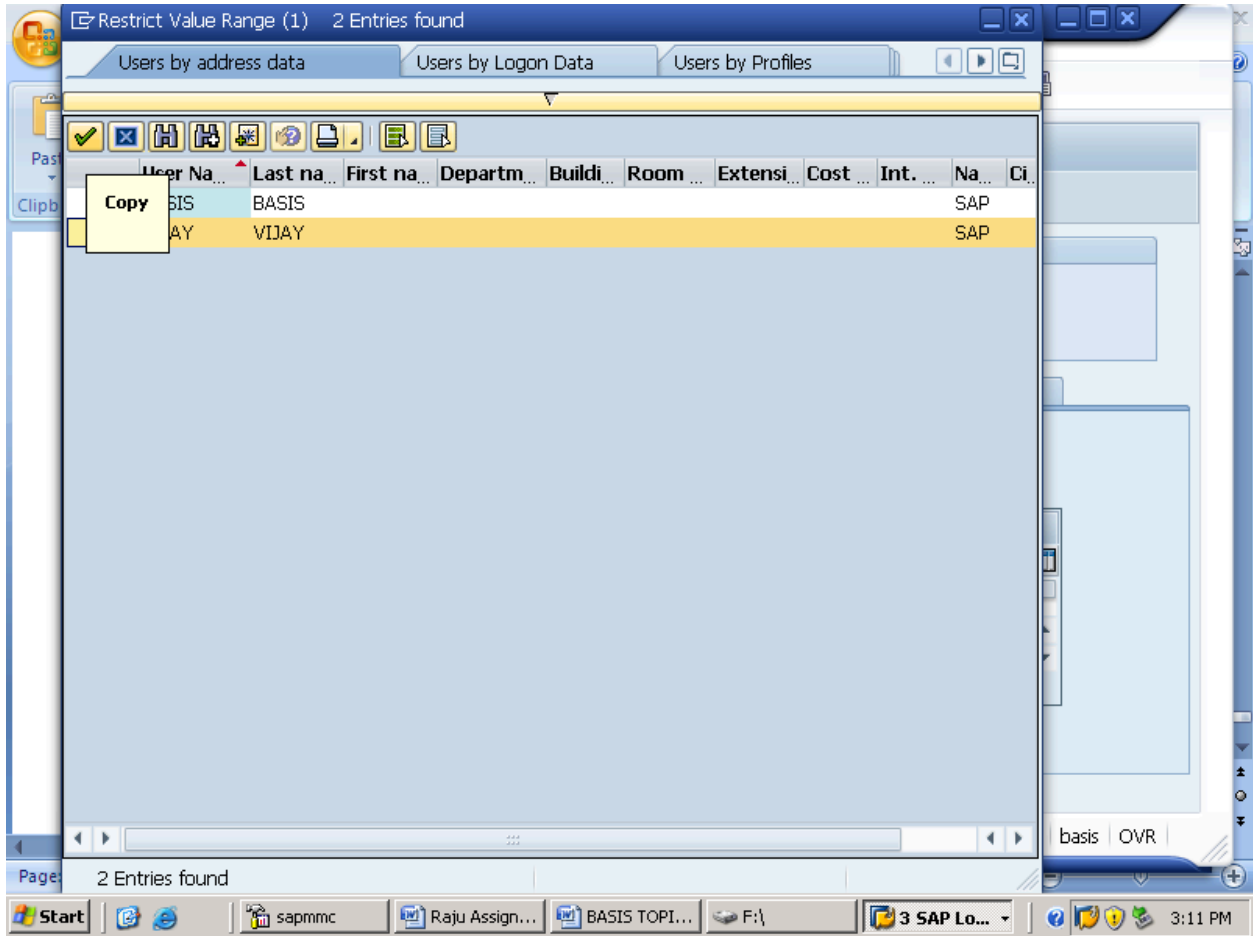 Restrict Value Range (1) 2 Entries found
Users by address data Users by Logon Data Users by Profiles
Past
Clipb
User Na... Last na... First na... Departm... Buildi... Room ... Extensi... Cost ... Int. ... Na... Ci..
Copy SIS BASIS SAP
AY VIJAY SAP
basis OVR
Page:
2 Entries found
Start sapmmc Raju Assign... BASIS TOPI... F:\ 3 SAP Lo... 3:11 PM